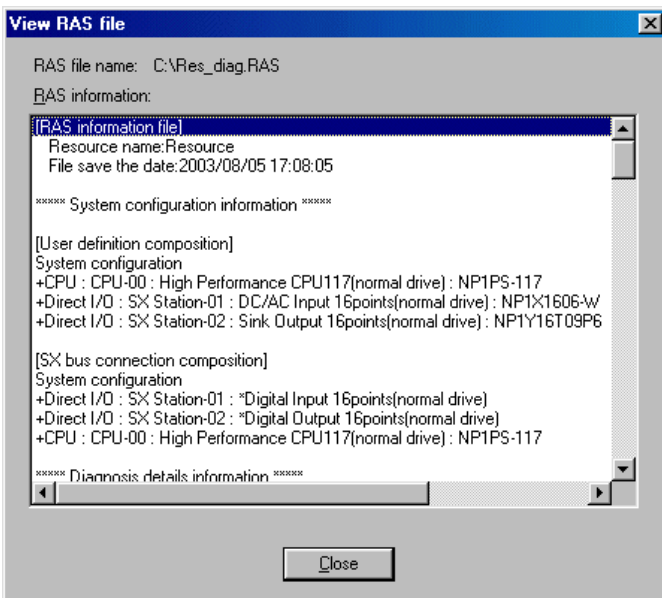 View RAS file
RAS file name: C:\Res_diag.RAS
RAS information:
[RAS information file]
Resource name:Resource
File save the date:2003/08/05 17:08:05
***** System configuration information *****
[User definition composition]
System configuration
+CPU : CPU-00 : High Performance CPU117(normal drive) : NP1PS-117
+Direct I/O : SX Station-01 : DC/AC Input 16points(normal drive) : NP1X1606-W
+Direct I/O : SX Station-02 : Sink Output 16points(normal drive) : NP1Y16T09P6
[SX bus connection composition]
System configuration
+Direct I/O : SX Station-01 : *Digital Input 16points(normal drive)
+Direct I/O : SX Station-02 : *Digital Output 16points(normal drive)
+CPU : CPU-00 : High Performance CPU117(normal drive) : NP1PS-117
***** Diagnosis details information *****
Close